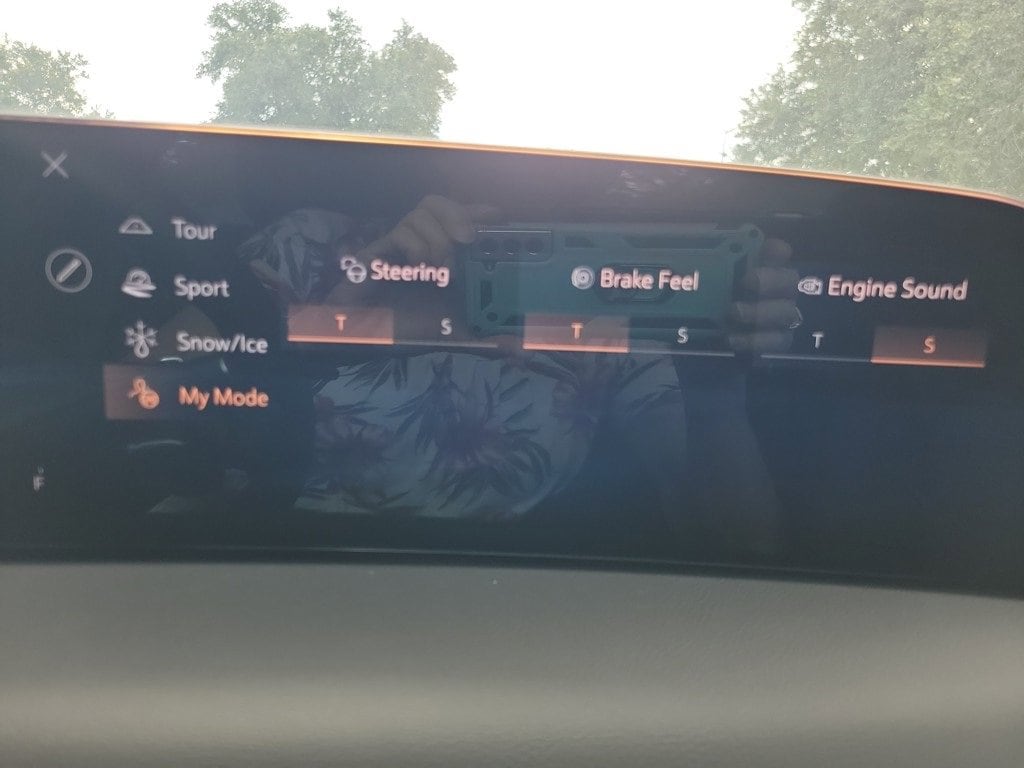 Tour
Sport
Snow/Ice
My Mode
Steering
T S
Brake Feel
T S
Engine Sound
T S